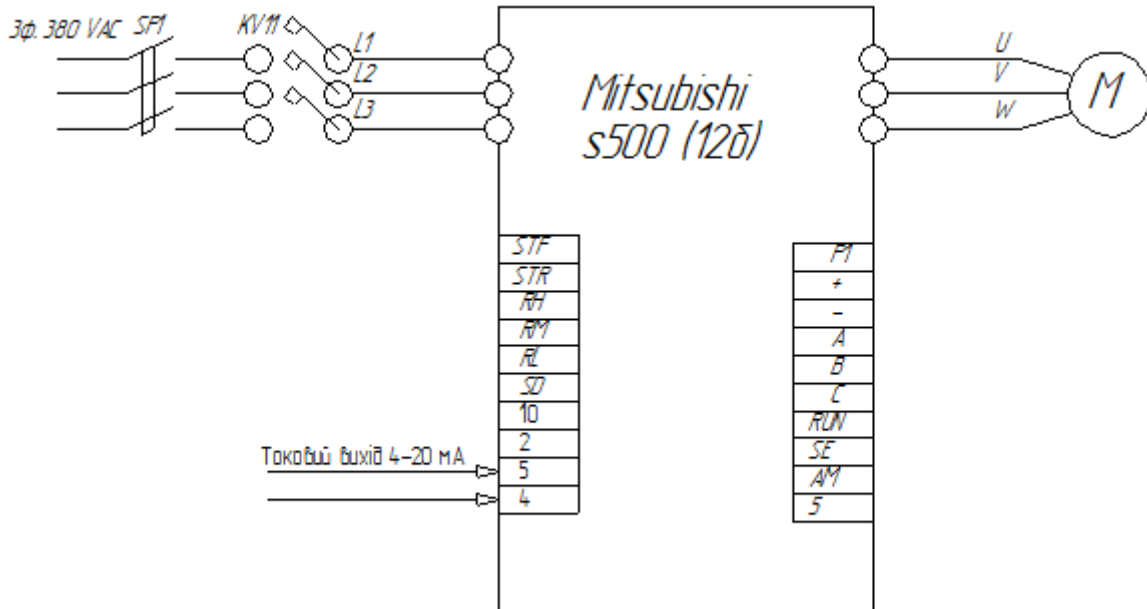 3ф. 380 VAC SF1 KV11
L1
L2
L3
Mitsubishi
s500 (12б)
U
V
W
M
STF
STR
RH
RM
RL
SD
10
2
5
4
Токовий вихід 4-20 мА
P1
+
-
A
B
C
RUN
SE
AM
5